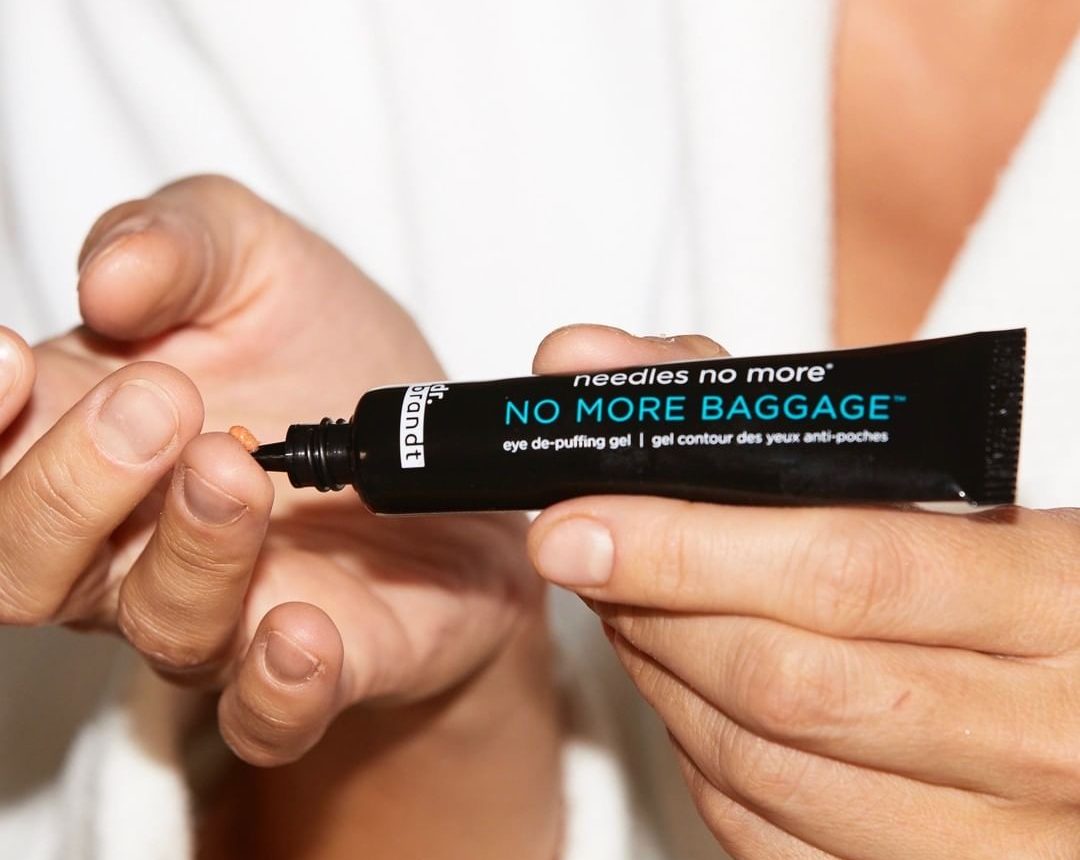 dr.
brandt
needles no more®
NO MORE BAGGAGE™
eye de-puffing gel | gel contour des yeux anti-poches